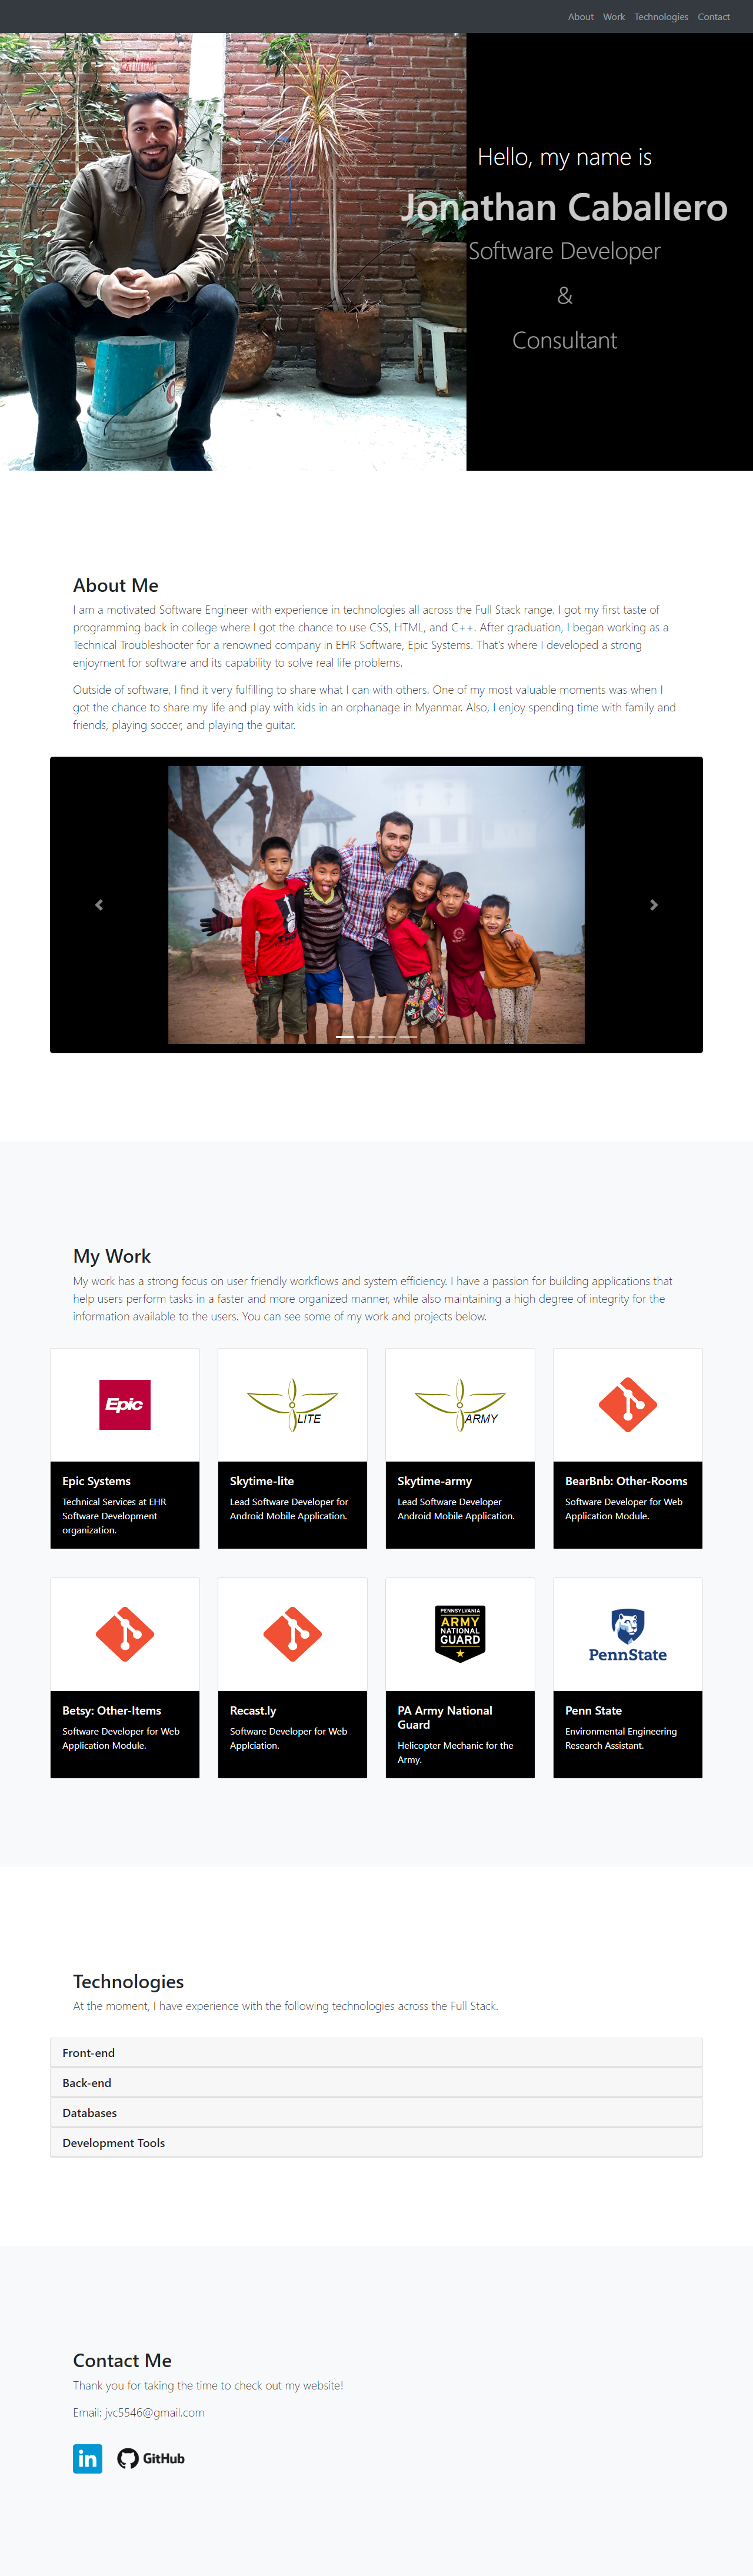 About Work Technologies Contact
Hello, my name is
Jonathan Caballero
Software Developer
&
Consultant
About Me
I am a motivated Software Engineer with experience in technologies all across the Full Stack range. I got my first taste of
programming back in college where I got the chance to use CSS, HTML, and C++. After graduation, I began working as a
Technical Troubleshooter for a renowned company in EHR Software, Epic Systems. That's where I developed a strong
enjoyment for software and its capability to solve real life problems.
Outside of software, I find it very fulfilling to share what I can with others. One of my most valuable moments was when I
got the chance to share my life and play with kids in an orphanage in Myanmar. Also, I enjoy spending time with family and
friends, playing soccer, and playing the guitar.
My Work
My work has a strong focus on user friendly workflows and system efficiency. I have a passion for building applications that
help users perform tasks in a faster and more organized manner, while also maintaining a high degree of integrity for the
information available to the users. You can see some of my work and projects below.
Epic
LITE
ARMY
Epic Systems
Technical Services at EHR
Software Development
organization.
Skytime-lite
Lead Software Developer for
Android Mobile Application.
Skytime-army
Lead Software Developer
Android Mobile Application.
BearBnb: Other-Rooms
Software Developer for Web
Application Module.
PENNSYLVANIA
ARMY
NATIONAL
GUARD
PennState
Betsy: Other-Items
Software Developer for Web
Application Module.
Recast.ly
Software Developer for Web
Applciation.
PA Army National
Guard
Helicopter Mechanic for the
Army.
Penn State
Environmental Engineering
Research Assistant.
Technologies
At the moment, I have experience with the following technologies across the Full Stack.
Front-end
Back-end
Databases
Development Tools
Contact Me
Thank you for taking the time to check out my website!
Email: jvc5546@gmail.com
in GitHub